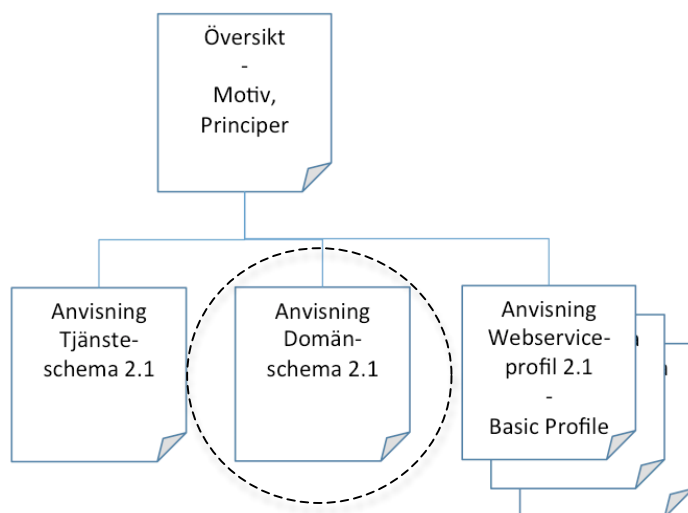 Översikt
-
Motiv,
Principer
Anvisning
Tjänste-
schema 2.1
Anvisning
Domän-
schema 2.1
Anvisning
Webservice-
profil 2.1
-
Basic Profile